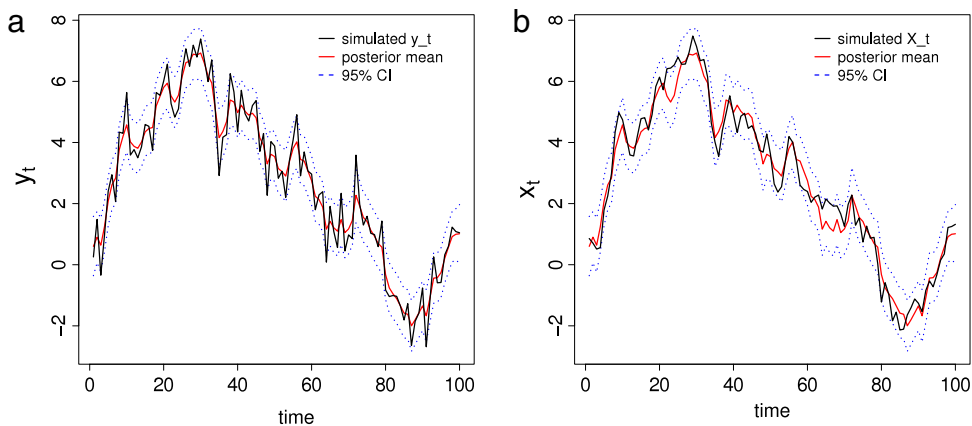 a
simulated y_t
posterior mean
95% CI
y_t
8
6
4
2
0
−2
0 20 40 60 80 100
time
b
simulated X_t
posterior mean
95% CI
x_t
8
6
4
2
0
−2
0 20 40 60 80 100
time